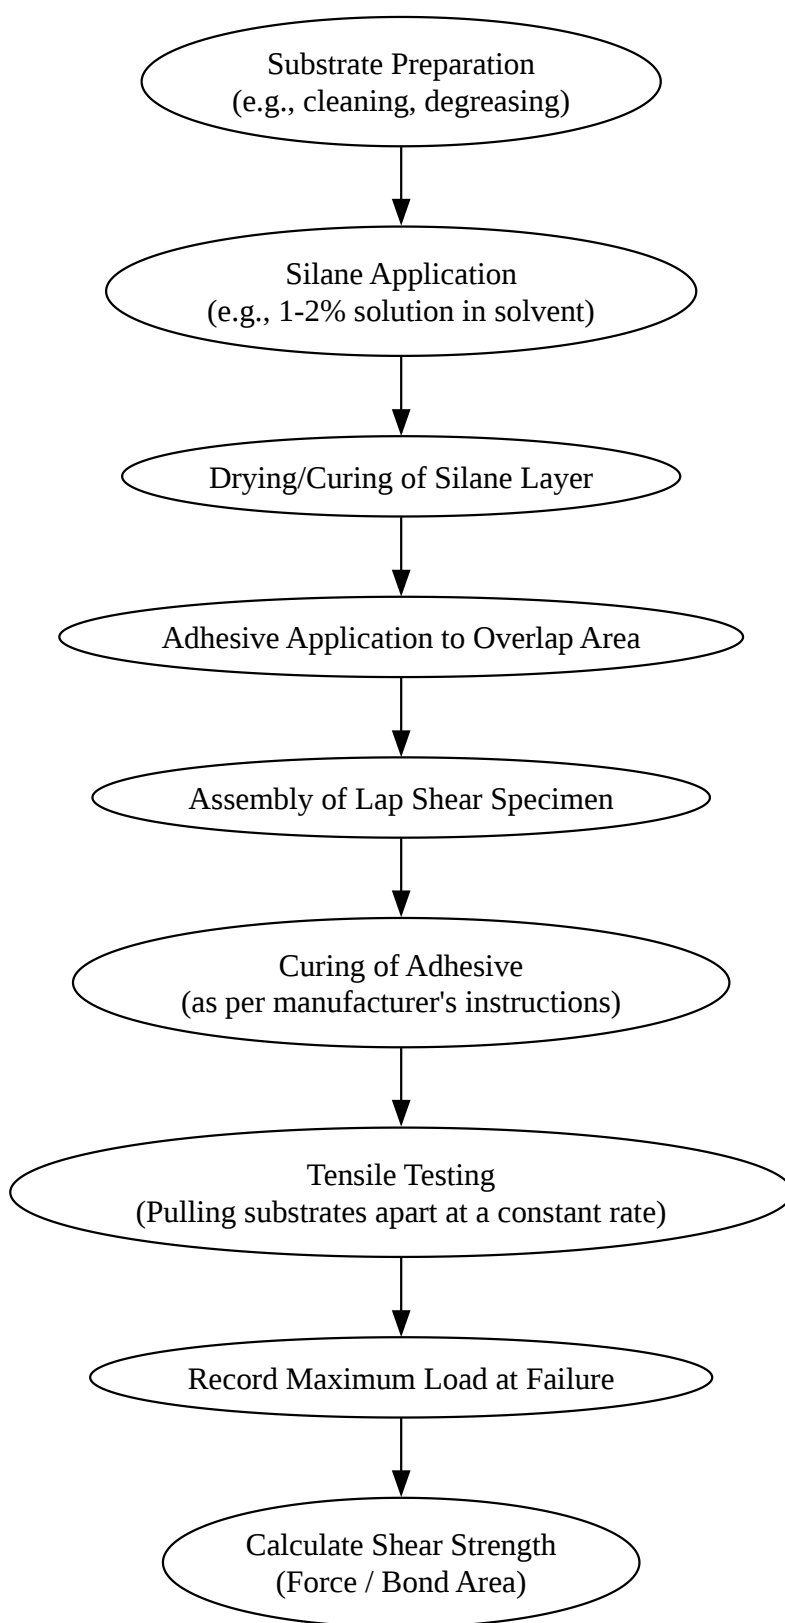 Substrate Preparation
(e.g., cleaning, degreasing)
Silane Application
(e.g., 1-2% solution in solvent)
Drying/Curing of Silane Layer
Adhesive Application to Overlap Area
Assembly of Lap Shear Specimen
Curing of Adhesive
(as per manufacturer's instructions)
Tensile Testing
(Pulling substrates apart at a constant rate)
Record Maximum Load at Failure
Calculate Shear Strength
(Force / Bond Area)